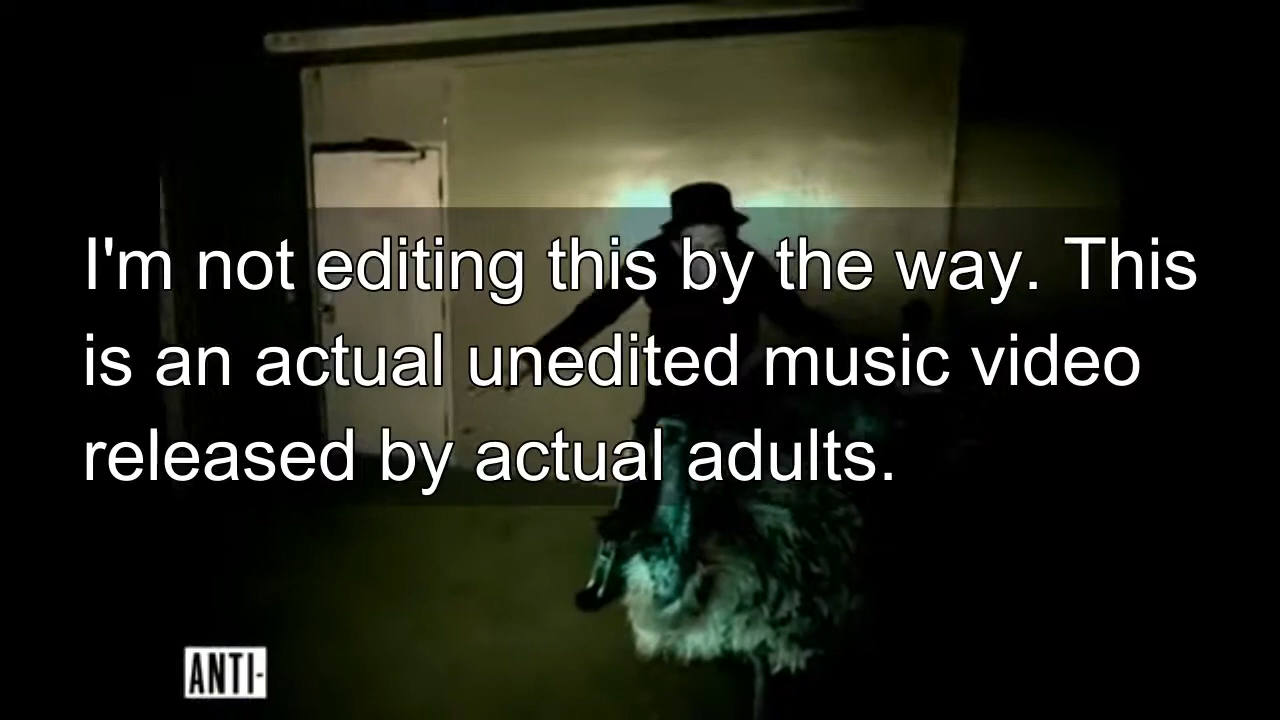 I'm not editing this by the way. This
is an actual unedited music video
released by actual adults.
ANTI-